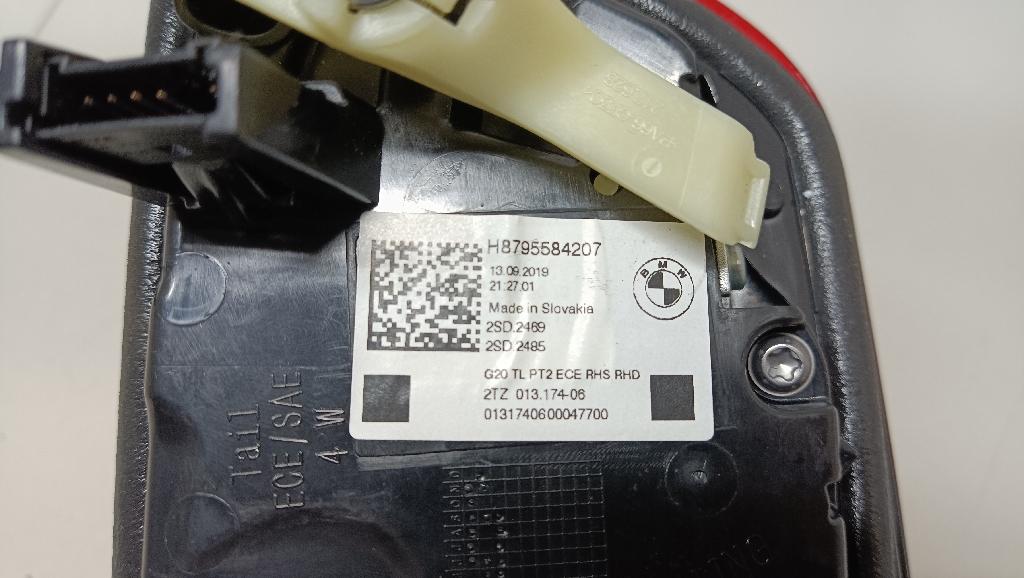 H8795584207
13.09.2019
21:27:01
Made in Slovakia
2SD.2469
2SD.2485
BMW
G20 TL PT2 ECE RHS RHD
2TZ 013.174-06
0131740600047700
Tail
ECE/SAE
4 W